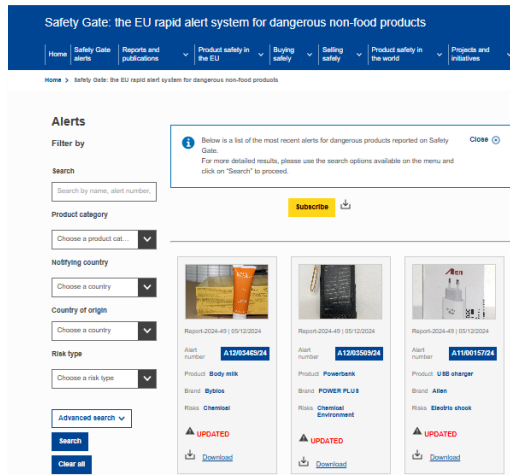 Safety Gate: the EU rapid alert system for dangerous non-food products
Home
Safety Gate
alerts
Reports and
publications
Product safety in
the EU
Buying
safely
Selling
safely
Product safety in
the world
Projects and
initiatives
Home > Safety Gate: the EU rapid alert system for dangerous non-food products
Alerts
Filter by
Search
Search by name, alert number,
Product category
Choose a product cat...
Notifying country
Choose a country
Country of origin
Choose a country
Risk type
Choose a risk type
Advanced search
Search
Clear all
Below is a list of the most recent alerts for dangerous products reported on Safety
Gate.
For more detailed results, please use the search options available on the menu and
click on "Search" to proceed.
Close
Subscribe
Report-2024-49 | 05/12/2024
Alert
number
A12/03469/24
Product Body milk
Brand Byblos
Risks Chemical
UPDATED
Download
Report-2024-49 | 05/12/2024
Alert
number
A12/03509/24
Product Powerbank
Brand POWER PLUS
Risks Chemical
Environment
UPDATED
Download
Report-2024-49 | 05/12/2024
Alert
number
A11/00157/24
Product USB charger
Brand Allen
Risks Electric shock
UPDATED
Download